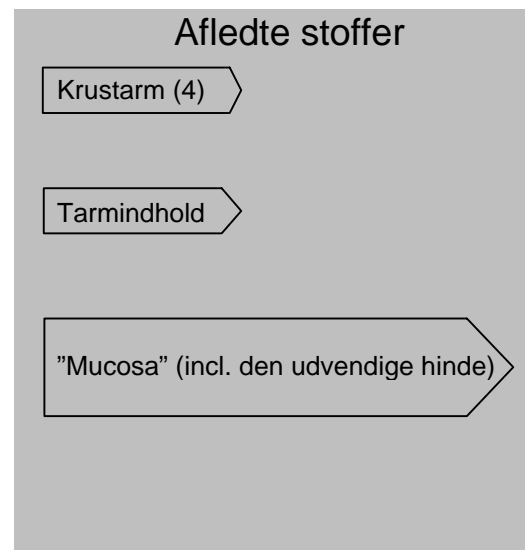 Afledte stoffer
Krustarm (4)
Tarmindhold
”Mucosa” (incl. den udvendige hinde)